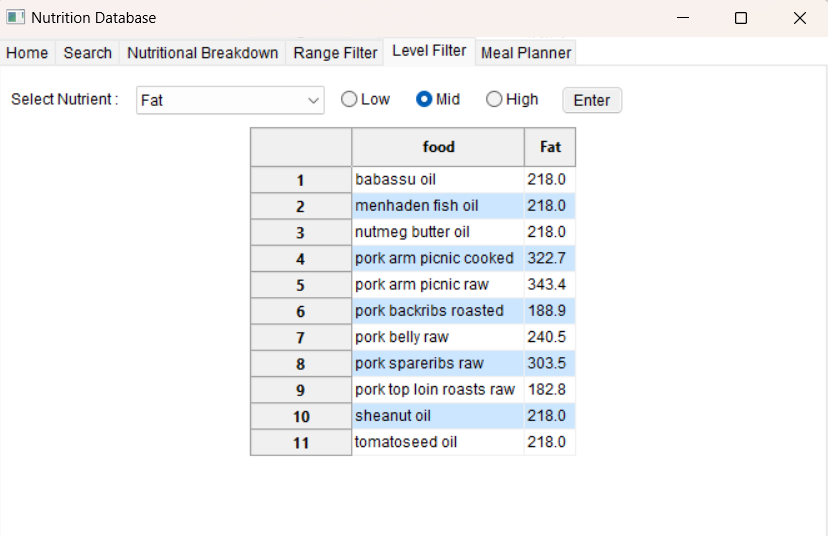 Nutrition Database
Home Search Nutritional Breakdown Range Filter Level Filter Meal Planner
Select Nutrient : Fat Low Mid High Enter
food Fat
1 babassu oil 218.0
2 menhaden fish oil 218.0
3 nutmeg butter oil 218.0
4 pork arm picnic cooked 322.7
5 pork arm picnic raw 343.4
6 pork backribs roasted 188.9
7 pork belly raw 240.5
8 pork spareribs raw 303.5
9 pork top loin roasts raw 182.8
10 sheanut oil 218.0
11 tomatoseed oil 218.0